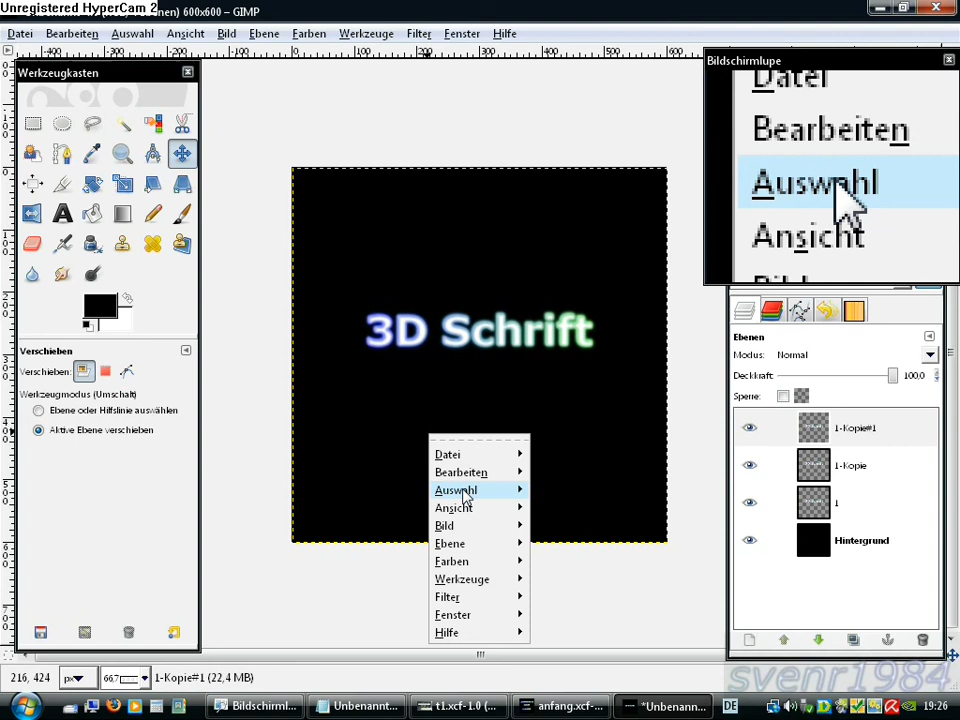 Unregistered HyperCam 2
600x600 – GIMP
Datei Bearbeiten Auswahl Ansicht Bild Ebene Farben Werkzeuge Filter Fenster Hilfe
Werkzeugkasten
Bildschirmlupe
Datei
Bearbeiten
Auswahl
Ansicht
3D Schrift
Verschieben
Verschieben:
Werkzeugmodus (Umschalt)
Ebene oder Hilfslinie auswählen
Aktive Ebene verschieben
Datei
Bearbeiten
Auswahl
Ansicht
Bild
Ebene
Farben
Werkzeuge
Filter
Fenster
Hilfe
Ebenen
Modus: Normal
Deckkraft: 100,0
Sperre:
1-Kopie#1
1-Kopie
1
Hintergrund
216, 424 px 66,7 1-Kopie#1 (22,4 MB)
svenr1984
Bildschirml... Unbenannt... t1.xcf-1.0 (... anfang.xcf-... *Unbenann... DE 19:26